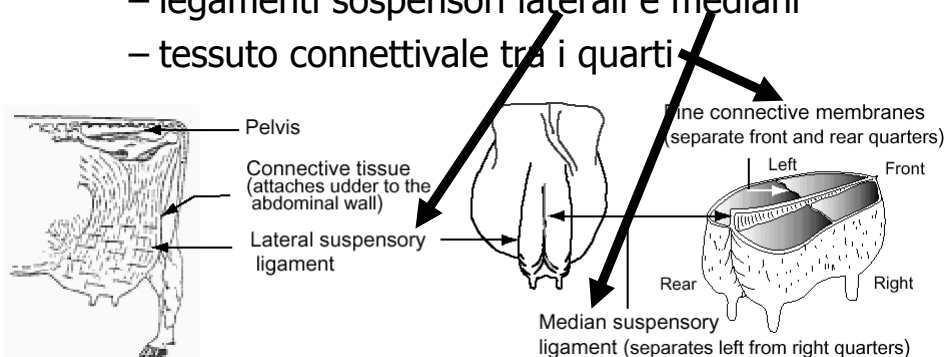 – legamenti sospensori laterali e mediani
– tessuto connettivale tra i quarti
Pelvis
Connective tissue
(attaches udder to the
abdominal wall)
Lateral suspensory
ligament
Fine connective membranes
(separate front and rear quarters)
Left
Front
Rear
Right
Median suspensory
ligament (separates left from right quarters)